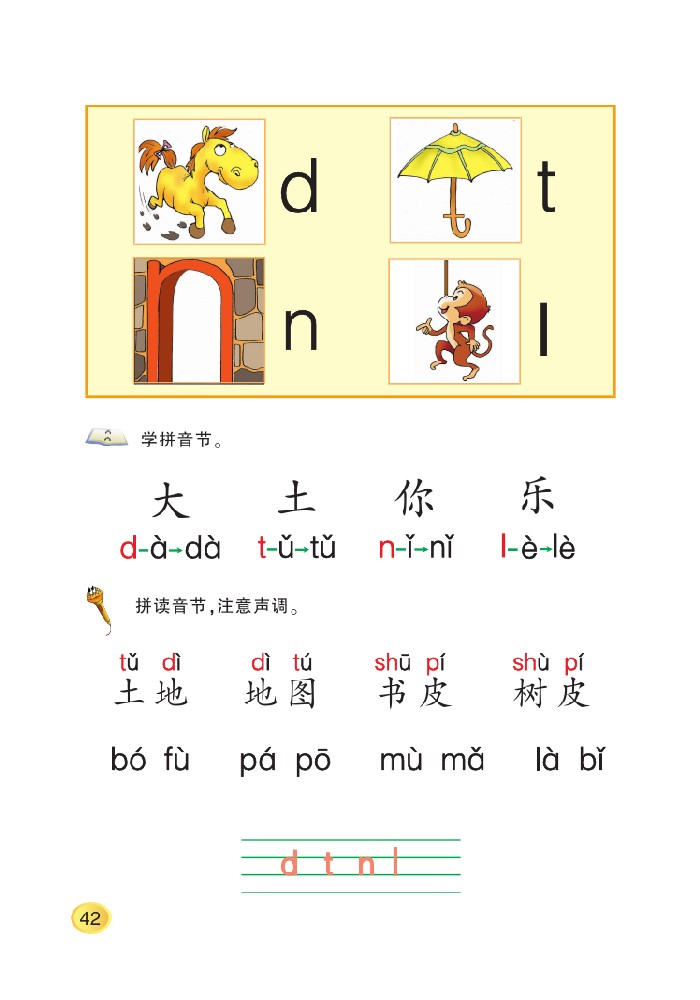 d t
n l
学拼音节。
大 土 你 乐
d-à→dà t-ǔ→tǔ n-ǐ→nǐ l-è→lè
拼读音节,注意声调。
tǔ dì dì tú shū pí shù pí
土 地 地 图 书 皮 树 皮
bó fù pá pō mù mǎ là bǐ
d t n l
42